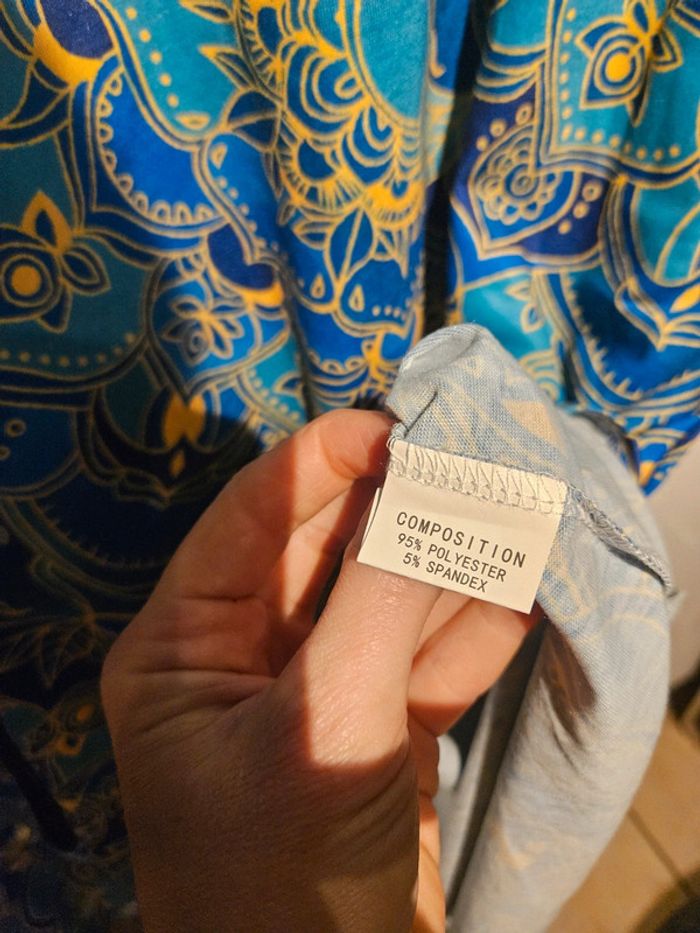 COMPOSITION
95% POLYESTER
5% SPANDEX